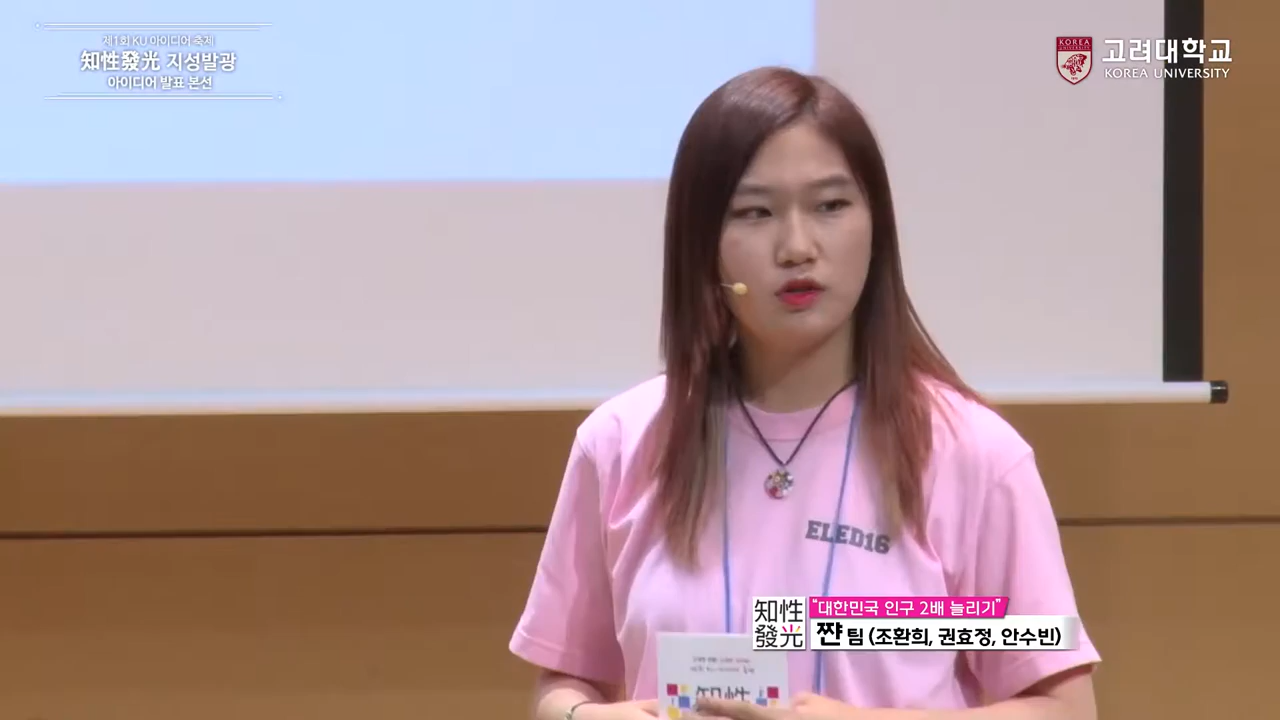 제1회 KU 아이디어 축제
知性發光 지성발광
아이디어 발표 본선
KOREA
고려대학교
KOREA UNIVERSITY
ELED16
知性
發光
"대한민국 인구 2배 늘리기"
쨘 팀 (조환희, 권효정, 안수빈)
知性